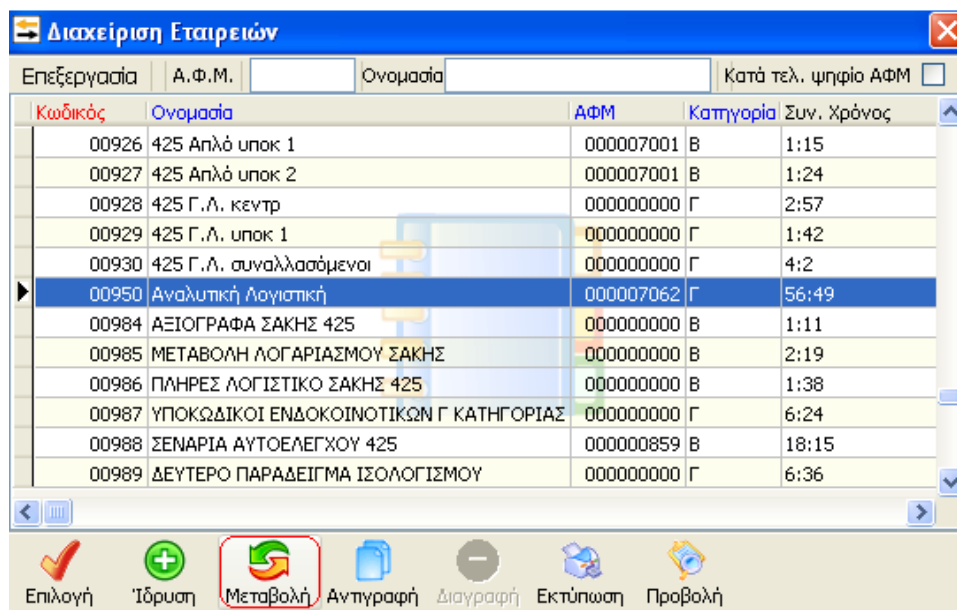 Διαχείριση Εταιρειών
Επεξεργασία Α.Φ.Μ. Ονομασία Κατά τελ. ψηφίο ΑΦΜ
Κωδικός Ονομασία ΑΦΜ Κατηγορία Συν. Χρόνος
00926 425 Απλό υποκ 1 000007001 Β 1:15
00927 425 Απλό υποκ 2 000007001 Β 1:24
00928 425 Γ.Λ. κεντρ 000000000 Γ 2:57
00929 425 Γ.Λ. υποκ 1 000000000 Γ 1:42
00930 425 Γ.Λ. συναλλασόμενοι 000000000 Γ 4:2
00950 Αναλυτική Λογιστική 000007062 Γ 56:49
00984 ΑΞΙΟΓΡΑΦΑ ΣΑΚΗΣ 425 000000000 Β 1:11
00985 ΜΕΤΑΒΟΛΗ ΛΟΓΑΡΙΑΣΜΟΥ ΣΑΚΗΣ 000000000 Β 2:19
00986 ΠΛΗΡΕΣ ΛΟΓΙΣΤΙΚΟ ΣΑΚΗΣ 425 000000000 Β 1:38
00987 ΥΠΟΚΩΔΙΚΟΙ ΕΝΔΟΚΟΙΝΟΤΙΚΩΝ Γ ΚΑΤΗΓΟΡΙΑΣ 000000000 Γ 6:24
00988 ΣΕΝΑΡΙΑ ΑΥΤΟΕΛΕΓΧΟΥ 425 000000859 Β 18:15
00989 ΔΕΥΤΕΡΟ ΠΑΡΑΔΕΙΓΜΑ ΙΣΟΛΟΓΙΣΜΟΥ 000000000 Γ 6:36
Επιλογή Ίδρυση Μεταβολή Αντιγραφή Διαγραφή Εκτύπωση Προβολή